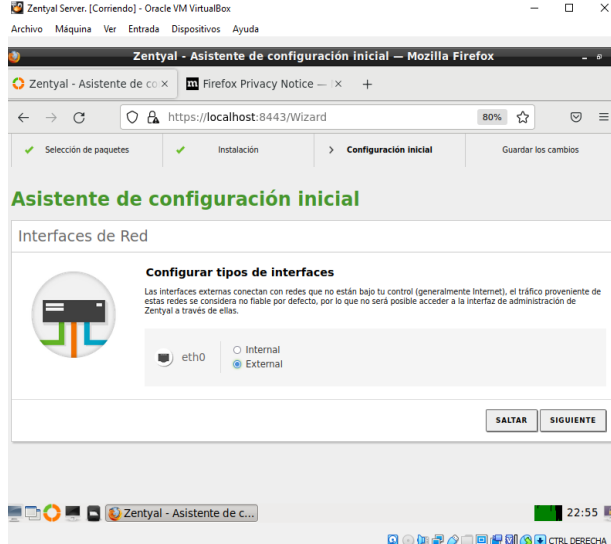 Zentyal Server. [Corriendo] - Oracle VM VirtualBox
Archivo Máquina Ver Entrada Dispositivos Ayuda
Zentyal - Asistente de configuración inicial — Mozilla Firefox
Zentyal - Asistente de co × m Firefox Privacy Notice — × +
https://localhost:8443/Wizard 80%
Selección de paquetes Instalación Configuración inicial Guardar los cambios
Asistente de configuración inicial
Interfaces de Red
Configurar tipos de interfaces
Las interfaces externas conectan con redes que no están bajo tu control (generalmente Internet), el tráfico proveniente de
estas redes se considera no fiable por defecto, por lo que no será posible acceder a la interfaz de administración de
Zentyal a través de ellas.
eth0
Internal
External
SALTAR SIGUIENTE
Zentyal - Asistente de c... 22:55
CTRL DERECHA